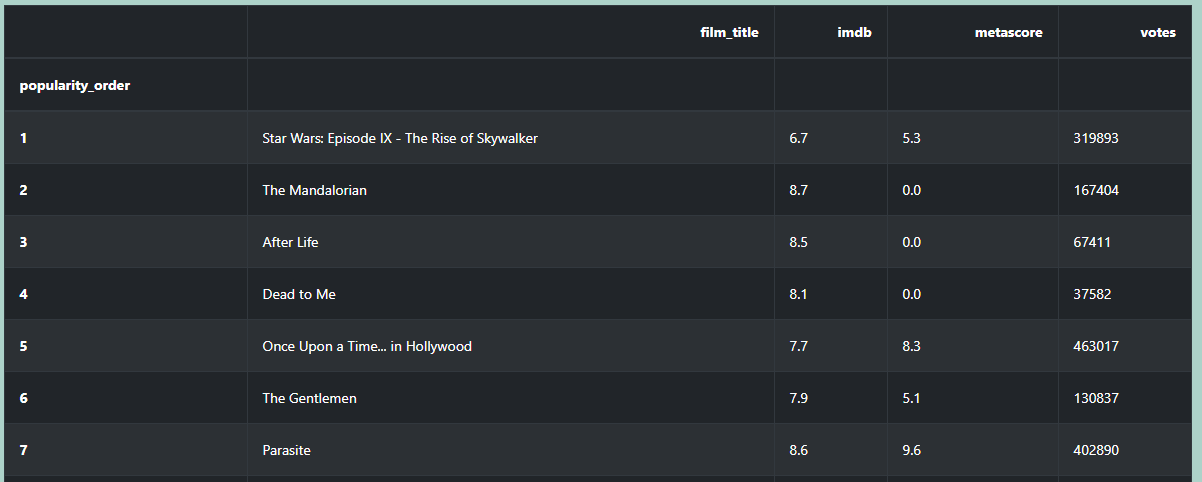 film_title imdb metascore votes
popularity_order
1 Star Wars: Episode IX - The Rise of Skywalker 6.7 5.3 319893
2 The Mandalorian 8.7 0.0 167404
3 After Life 8.5 0.0 67411
4 Dead to Me 8.1 0.0 37582
5 Once Upon a Time... in Hollywood 7.7 8.3 463017
6 The Gentlemen 7.9 5.1 130837
7 Parasite 8.6 9.6 402890